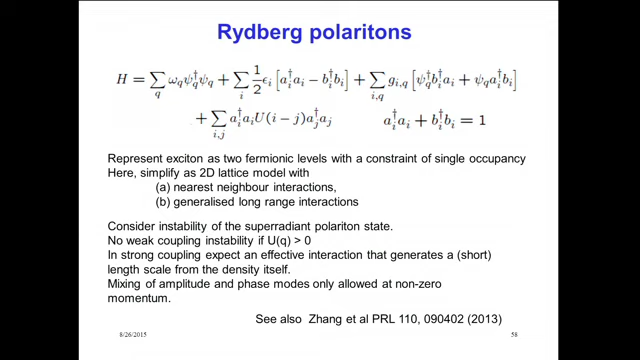 Rydberg polaritons
H = ∑_q ω_q ψ_q^† ψ_q + ∑_i 1/2 ε_i [a_i^† a_i − b_i^† b_i] + ∑_{i,q} g_{i,q} [ψ_q^† b_i^† a_i + ψ_q a_i^† b_i]
+ ∑_{i,j} a_i^† a_i U(i − j) a_j^† a_j    a_i^† a_i + b_i^† b_i = 1
Represent exciton as two fermionic levels with a constraint of single occupancy
Here, simplify as 2D lattice model with
(a) nearest neighbour interactions,
(b) generalised long range interactions
Consider instability of the superradiant polariton state.
No weak coupling instability if U(q) > 0
In strong coupling expect an effective interaction that generates a (short)
length scale from the density itself.
Mixing of amplitude and phase modes only allowed at non-zero
momentum.
See also Zhang et al PRL 110, 090402 (2013)
8/26/2015 58